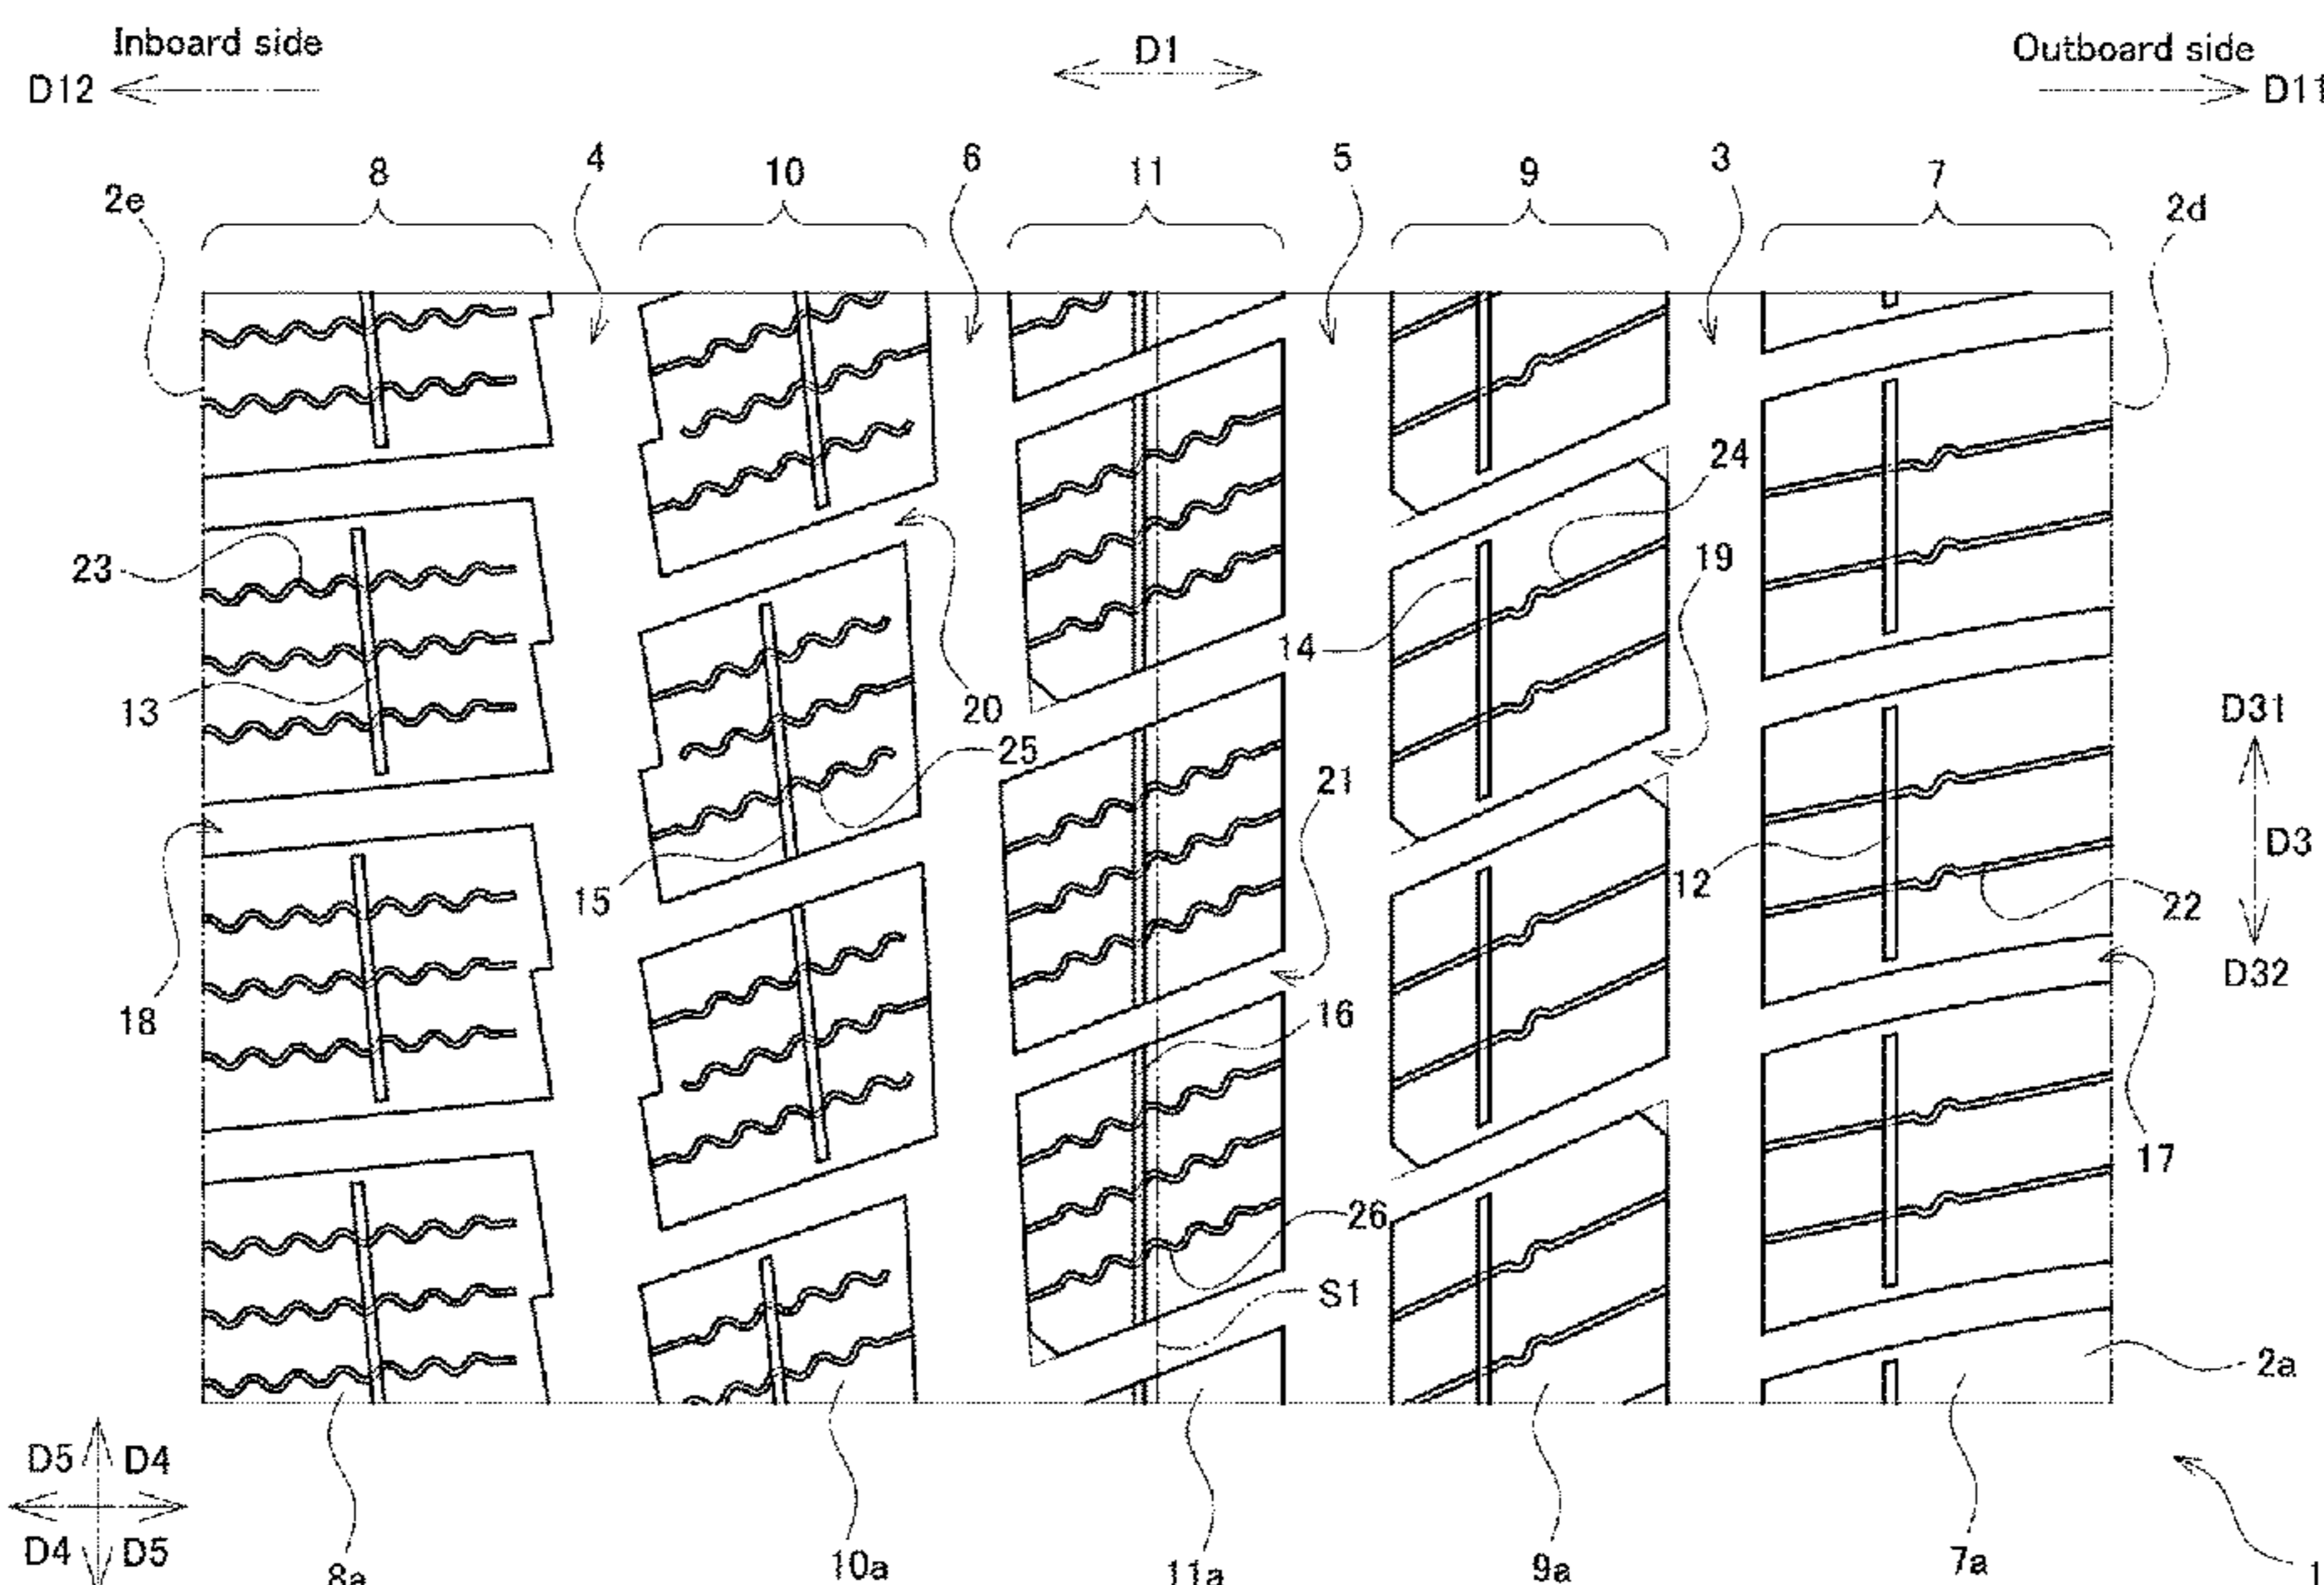 Inboard side
D12
D1
Outboard side
D11
8
4
10
6
11
5
9
3
7
2e
2d
24
23
19
14
13
20
D31
25
21
D3
15
12
22
D32
18
16
17
26
S1
2a
D5 D4
D4 D5
8a
10a
11a
9a
7a
1